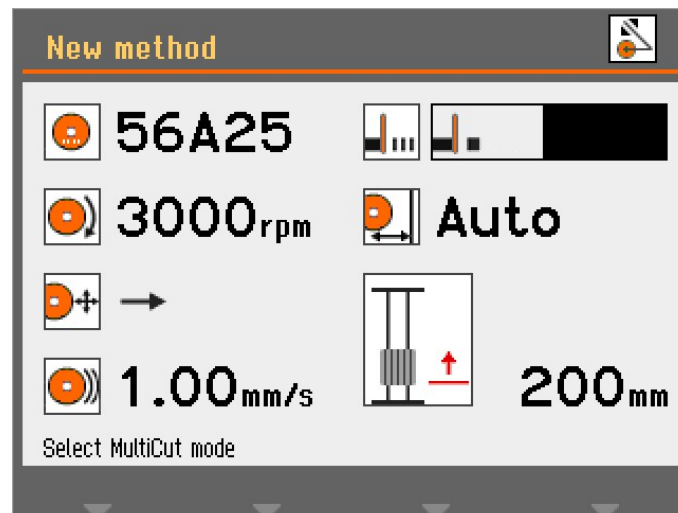 New method
56A25
3000rpm
Auto
1.00mm/s
200mm
Select MultiCut mode